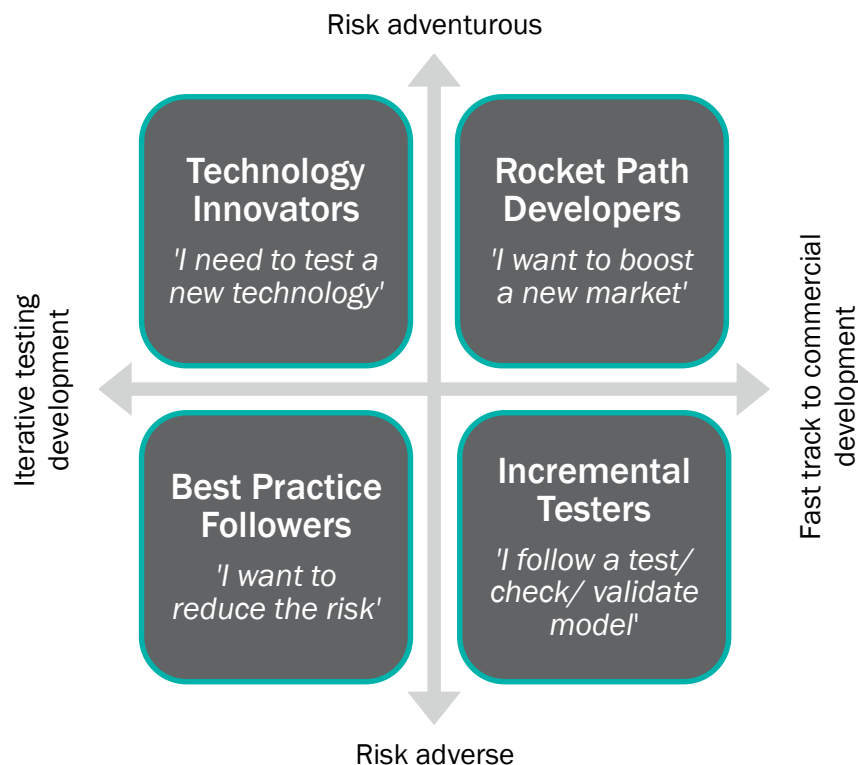 Risk adventurous
Technology
Innovators
'I need to test a
new technology'
Rocket Path
Developers
'I want to boost
a new market'
Iterative testing
development
Fast track to commercial
development
Best Practice
Followers
'I want to
reduce the risk'
Incremental
Testers
'I follow a test/
check/ validate
model'
Risk adverse